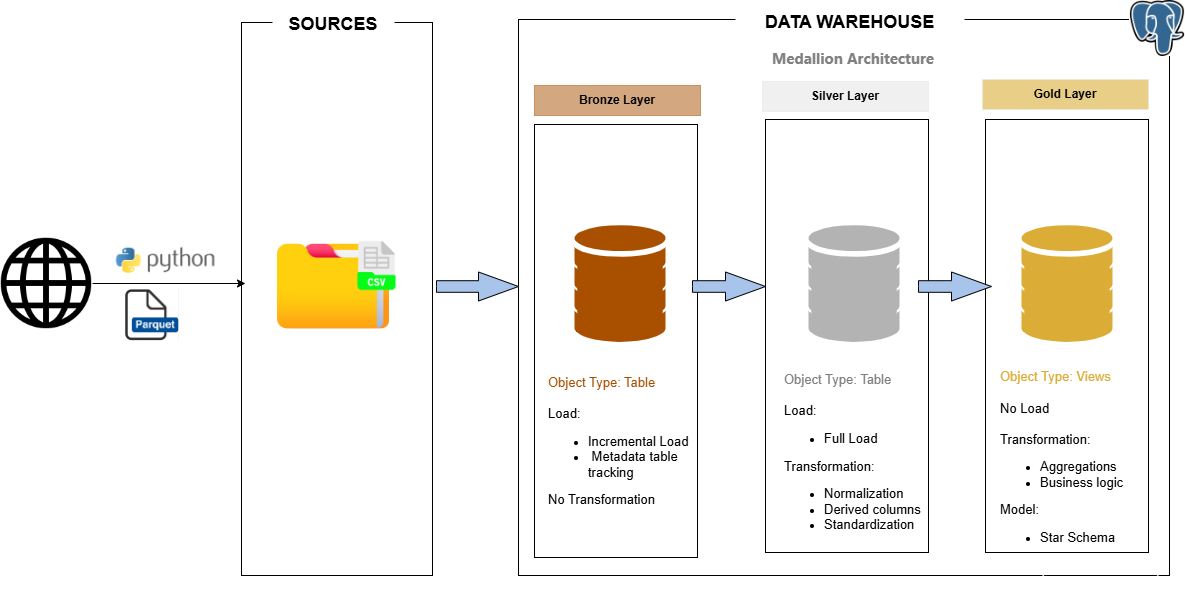 SOURCES
DATA WAREHOUSE
Medallion Architecture
Bronze Layer
Silver Layer
Gold Layer
python
Parquet
CSV
Object Type: Table
Load:
Incremental Load
Metadata table
tracking
No Transformation
Object Type: Table
Load:
Full Load
Transformation:
Normalization
Derived columns
Standardization
Object Type: Views
No Load
Transformation:
Aggregations
Business logic
Model:
Star Schema